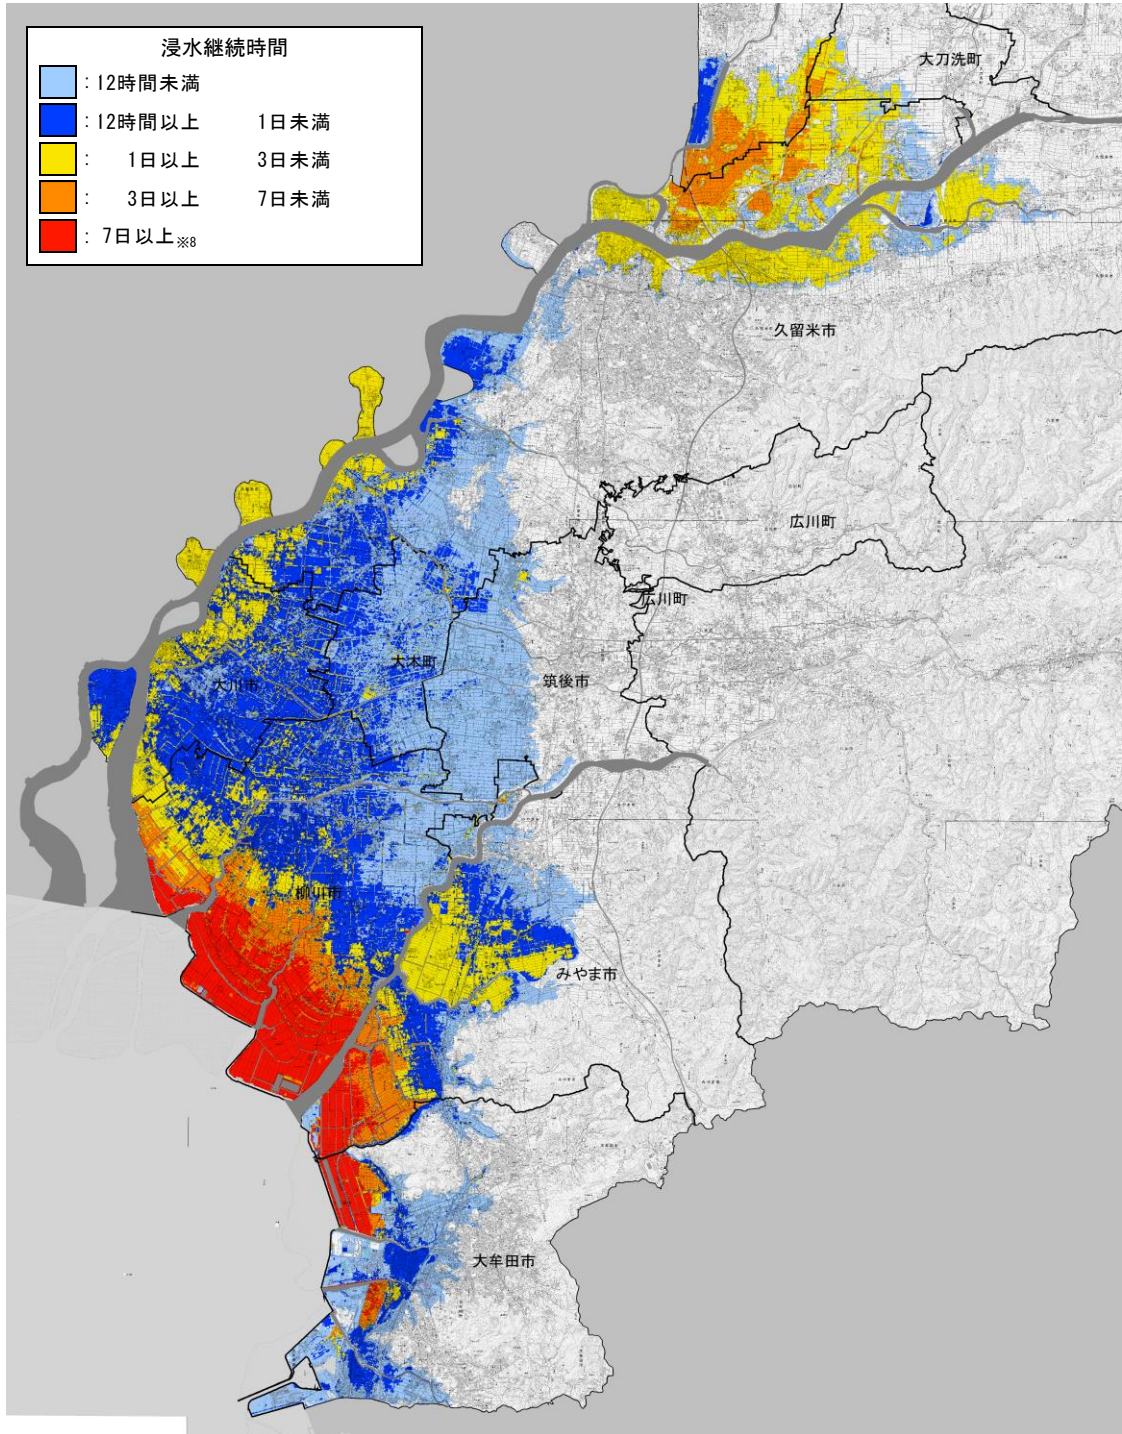 浸水継続時間
: 12時間未満
: 12時間以上 1日未満
: 1日以上 3日未満
: 3日以上 7日未満
: 7日以上※8
大刀洗町
久留米市
広川町
広川町
大木町
筑後市
大川市
柳川市
みやま市
大牟田市